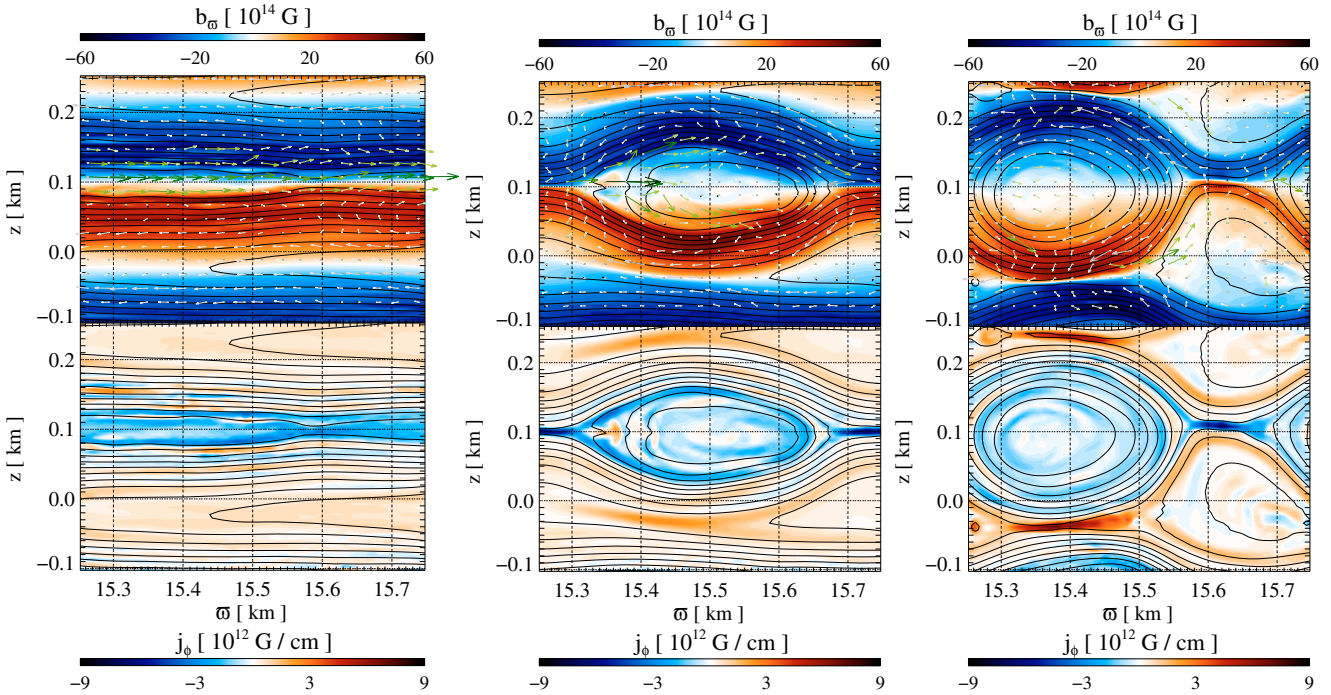 b_ϖ [ 10^14 G ]
−60 −20 20 60
z [ km ]
0.2
0.1
0.0
−0.1
z [ km ]
0.2
0.1
0.0
−0.1
15.3 15.4 15.5 15.6 15.7
ϖ [ km ]
j_ϕ [ 10^12 G / cm ]
−9 −3 3 9
b_ϖ [ 10^14 G ]
−60 −20 20 60
z [ km ]
0.2
0.1
0.0
−0.1
z [ km ]
0.2
0.1
0.0
−0.1
15.3 15.4 15.5 15.6 15.7
ϖ [ km ]
j_ϕ [ 10^12 G / cm ]
−9 −3 3 9
b_ϖ [ 10^14 G ]
−60 −20 20 60
z [ km ]
0.2
0.1
0.0
−0.1
z [ km ]
0.2
0.1
0.0
−0.1
15.3 15.4 15.5 15.6 15.7
ϖ [ km ]
j_ϕ [ 10^12 G / cm ]
−9 −3 3 9